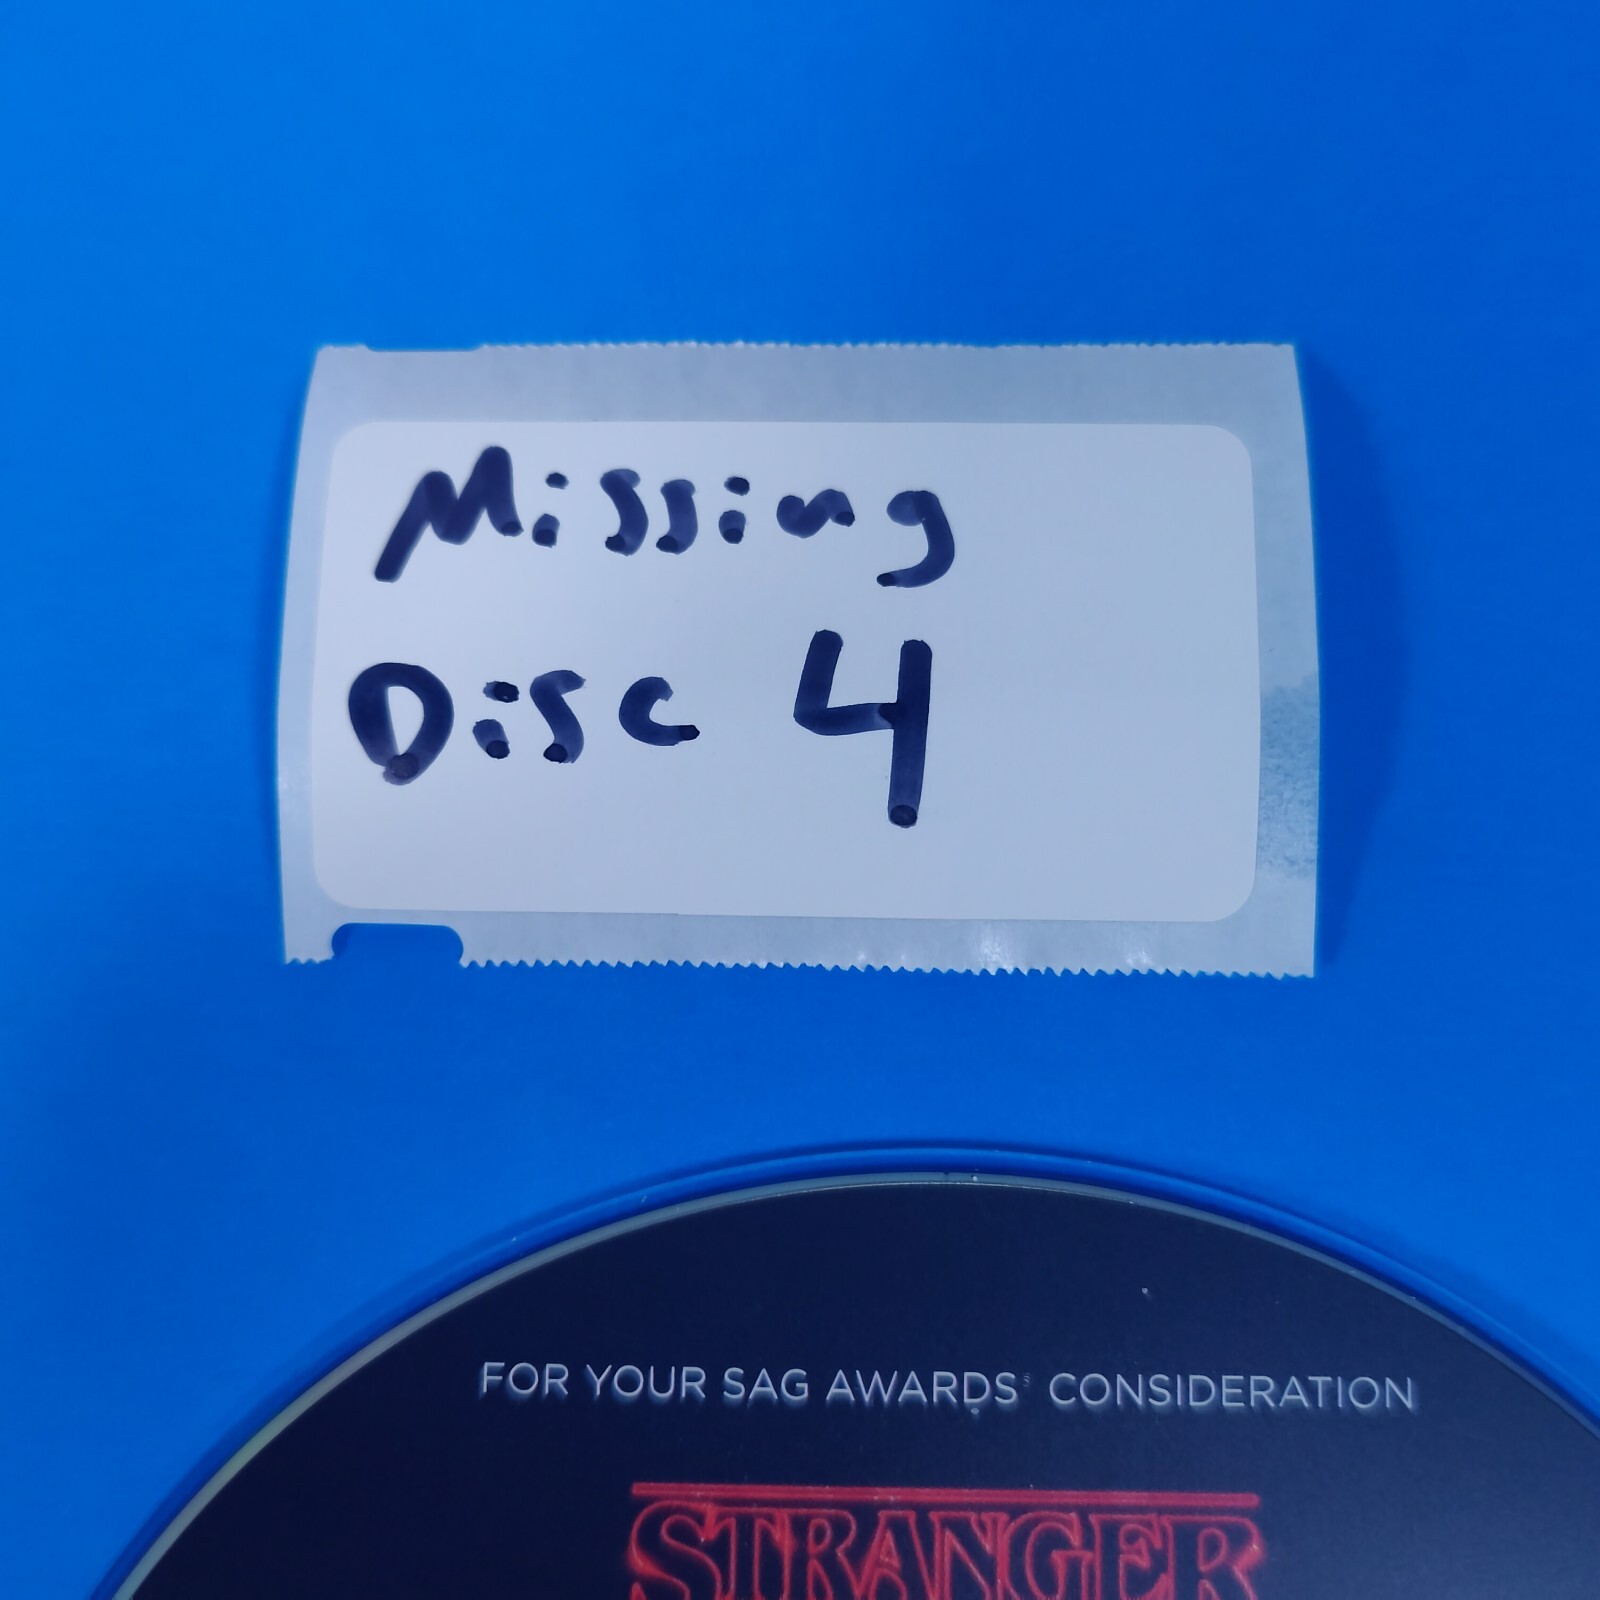 Missing
Disc 4
FOR YOUR SAG AWARDS® CONSIDERATION
STRANGER